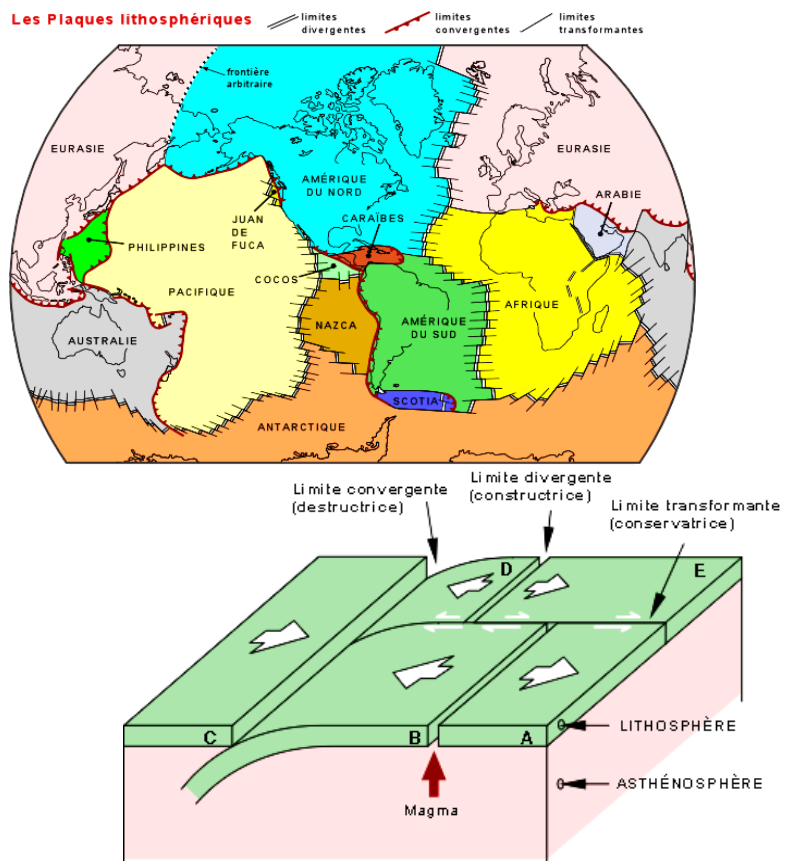 Les Plaques lithosphériques
limites
divergentes
limites
convergentes
limites
transformantes
frontière
arbitraire
EURASIE
AMÉRIQUE
DU NORD
EURASIE
ARABIE
JUAN
DE
FUCA
CARAÏBES
PHILIPPINES
COCOS
PACIFIQUE
AFRIQUE
NAZCA
AMÉRIQUE
DU SUD
AUSTRALIE
SCOTIA
ANTARCTIQUE
Limite convergente
(destructrice)
Limite divergente
(constructrice)
Limite transformante
(conservatrice)
D
E
C
B
A
LITHOSPHÈRE
ASTHÉNOSPHÈRE
Magma